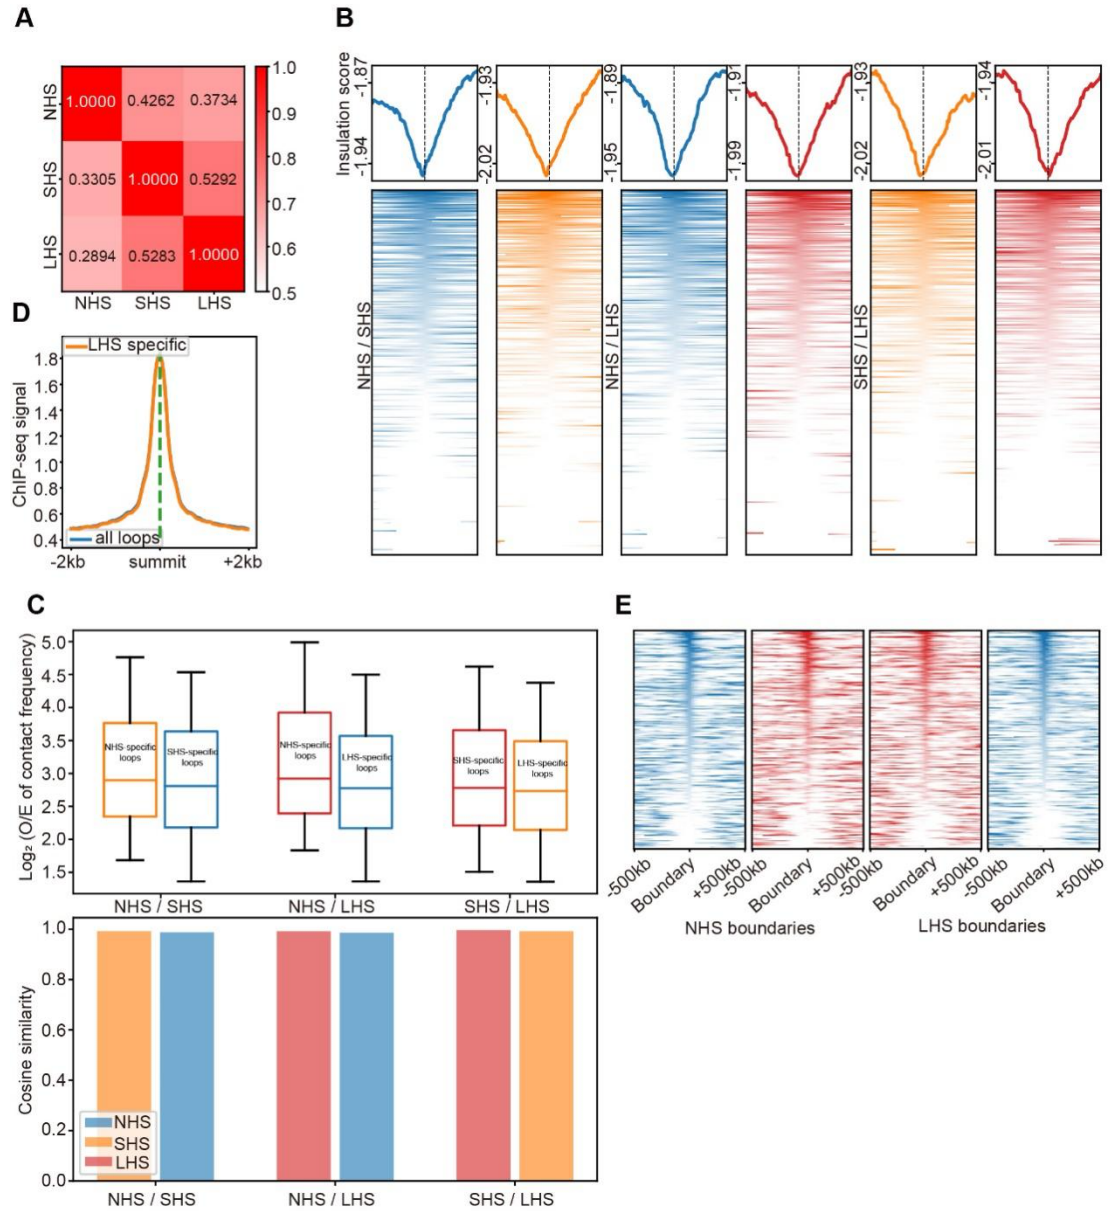 A
NHS
SHS
LHS
1.0000 0.4262 0.3734
0.3305 1.0000 0.5292
0.2894 0.5283 1.0000
NHS SHS LHS
1.0
0.9
0.8
0.7
0.6
0.5
B
Insulation score
-1.87
-1.94
-1.93
-2.02
-1.89
-1.95
-1.91
-1.99
-1.93
-2.02
-1.94
-2.01
NHS / SHS
NHS / LHS
SHS / LHS
D
LHS specific
ChIP-seq signal
1.8
1.6
1.4
1.2
1.0
0.8
0.6
0.4
all loops
-2kb summit +2kb
C
Log₂ (O/E of contact frequency)
5.0
4.5
4.0
3.5
3.0
2.5
2.0
1.5
NHS-specific
loops
SHS-specific
loops
NHS-specific
loops
LHS-specific
loops
SHS-specific
loops
LHS-specific
loops
NHS / SHS NHS / LHS SHS / LHS
Cosine similarity
1.0
0.8
0.6
0.4
0.2
0.0
NHS
SHS
LHS
NHS / SHS NHS / LHS SHS / LHS
E
-500kb Boundary +500kb
-500kb Boundary +500kb
-500kb Boundary +500kb
-500kb Boundary +500kb
NHS boundaries LHS boundaries